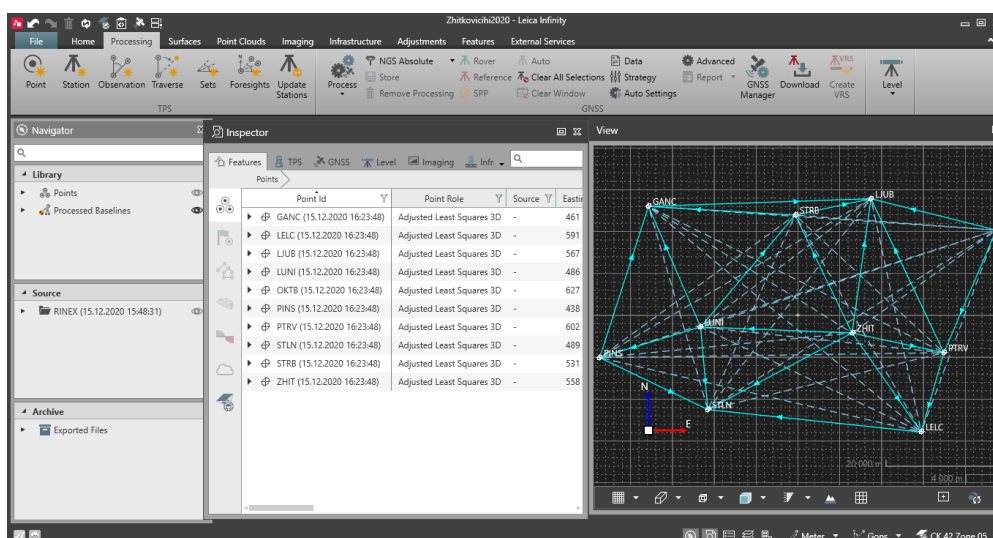 Zhitkovicihi2020 - Leica Infinity
File Home Processing Surfaces Point Clouds Imaging Infrastructure Adjustments Features External Services
Point Station Observation Traverse Sets Foresights Update Stations
TPS
Process
NGS Absolute
Store
Remove Processing
Rover
Reference
SPP
Auto
Clear All Selections
Clear Window
Data
Strategy
Auto Settings
Advanced
Report
GNSS Manager
Download
Create VRS
Level
GNSS
Navigator
Library
Points
Processed Baselines
Source
RINEX (15.12.2020 15:48:31)
Archive
Exported Files
Inspector
Features TPS GNSS Level Imaging Infr.
Points
Point Id Point Role Source Eastin
GANC (15.12.2020 16:23:48) Adjusted Least Squares 3D - 461
LELC (15.12.2020 16:23:48) Adjusted Least Squares 3D - 591
LJUB (15.12.2020 16:23:48) Adjusted Least Squares 3D - 567
LUNI (15.12.2020 16:23:48) Adjusted Least Squares 3D - 486
OKTB (15.12.2020 16:23:48) Adjusted Least Squares 3D - 627
PINS (15.12.2020 16:23:48) Adjusted Least Squares 3D - 438
PTRV (15.12.2020 16:23:48) Adjusted Least Squares 3D - 602
STLN (15.12.2020 16:23:48) Adjusted Least Squares 3D - 489
STRB (15.12.2020 16:23:48) Adjusted Least Squares 3D - 531
ZHIT (15.12.2020 16:23:48) Adjusted Least Squares 3D - 558
View
LJUB
GANC
STRB
LUNI
ZHIT
PTRV
PINS
STLN
LELC
N
E
20 000 m
4 000 m
Meter Gons CK 42 Zone 05